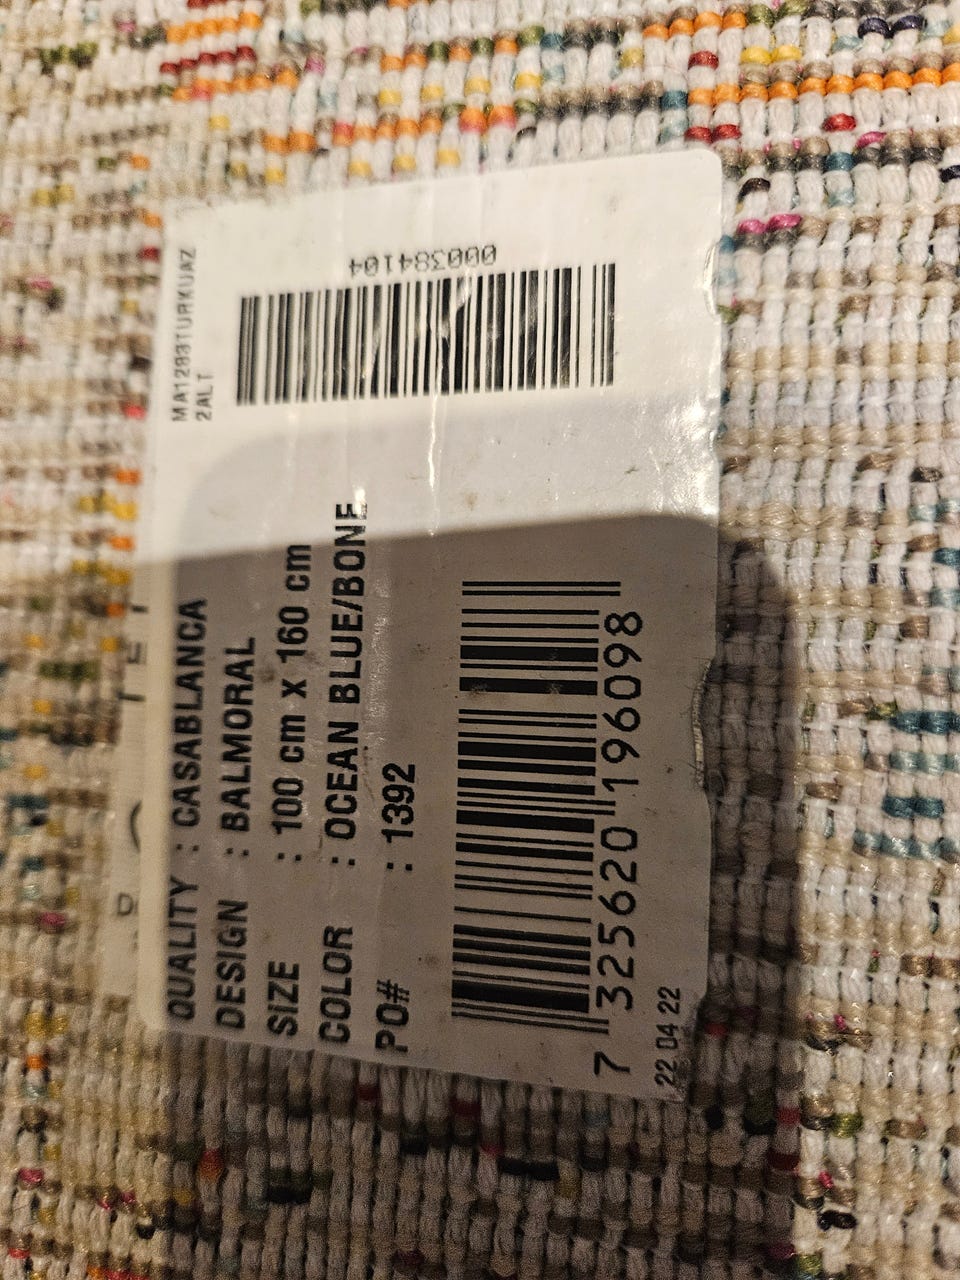 QUALITY : CASABLANCA
DESIGN : BALMORAL
SIZE : 100 cm X 160 cm
COLOR : OCEAN BLUE/BONE
PO# : 1392
7 325620 196098
22 04 22
MA1283TURKUAZ
2ALT
000384104